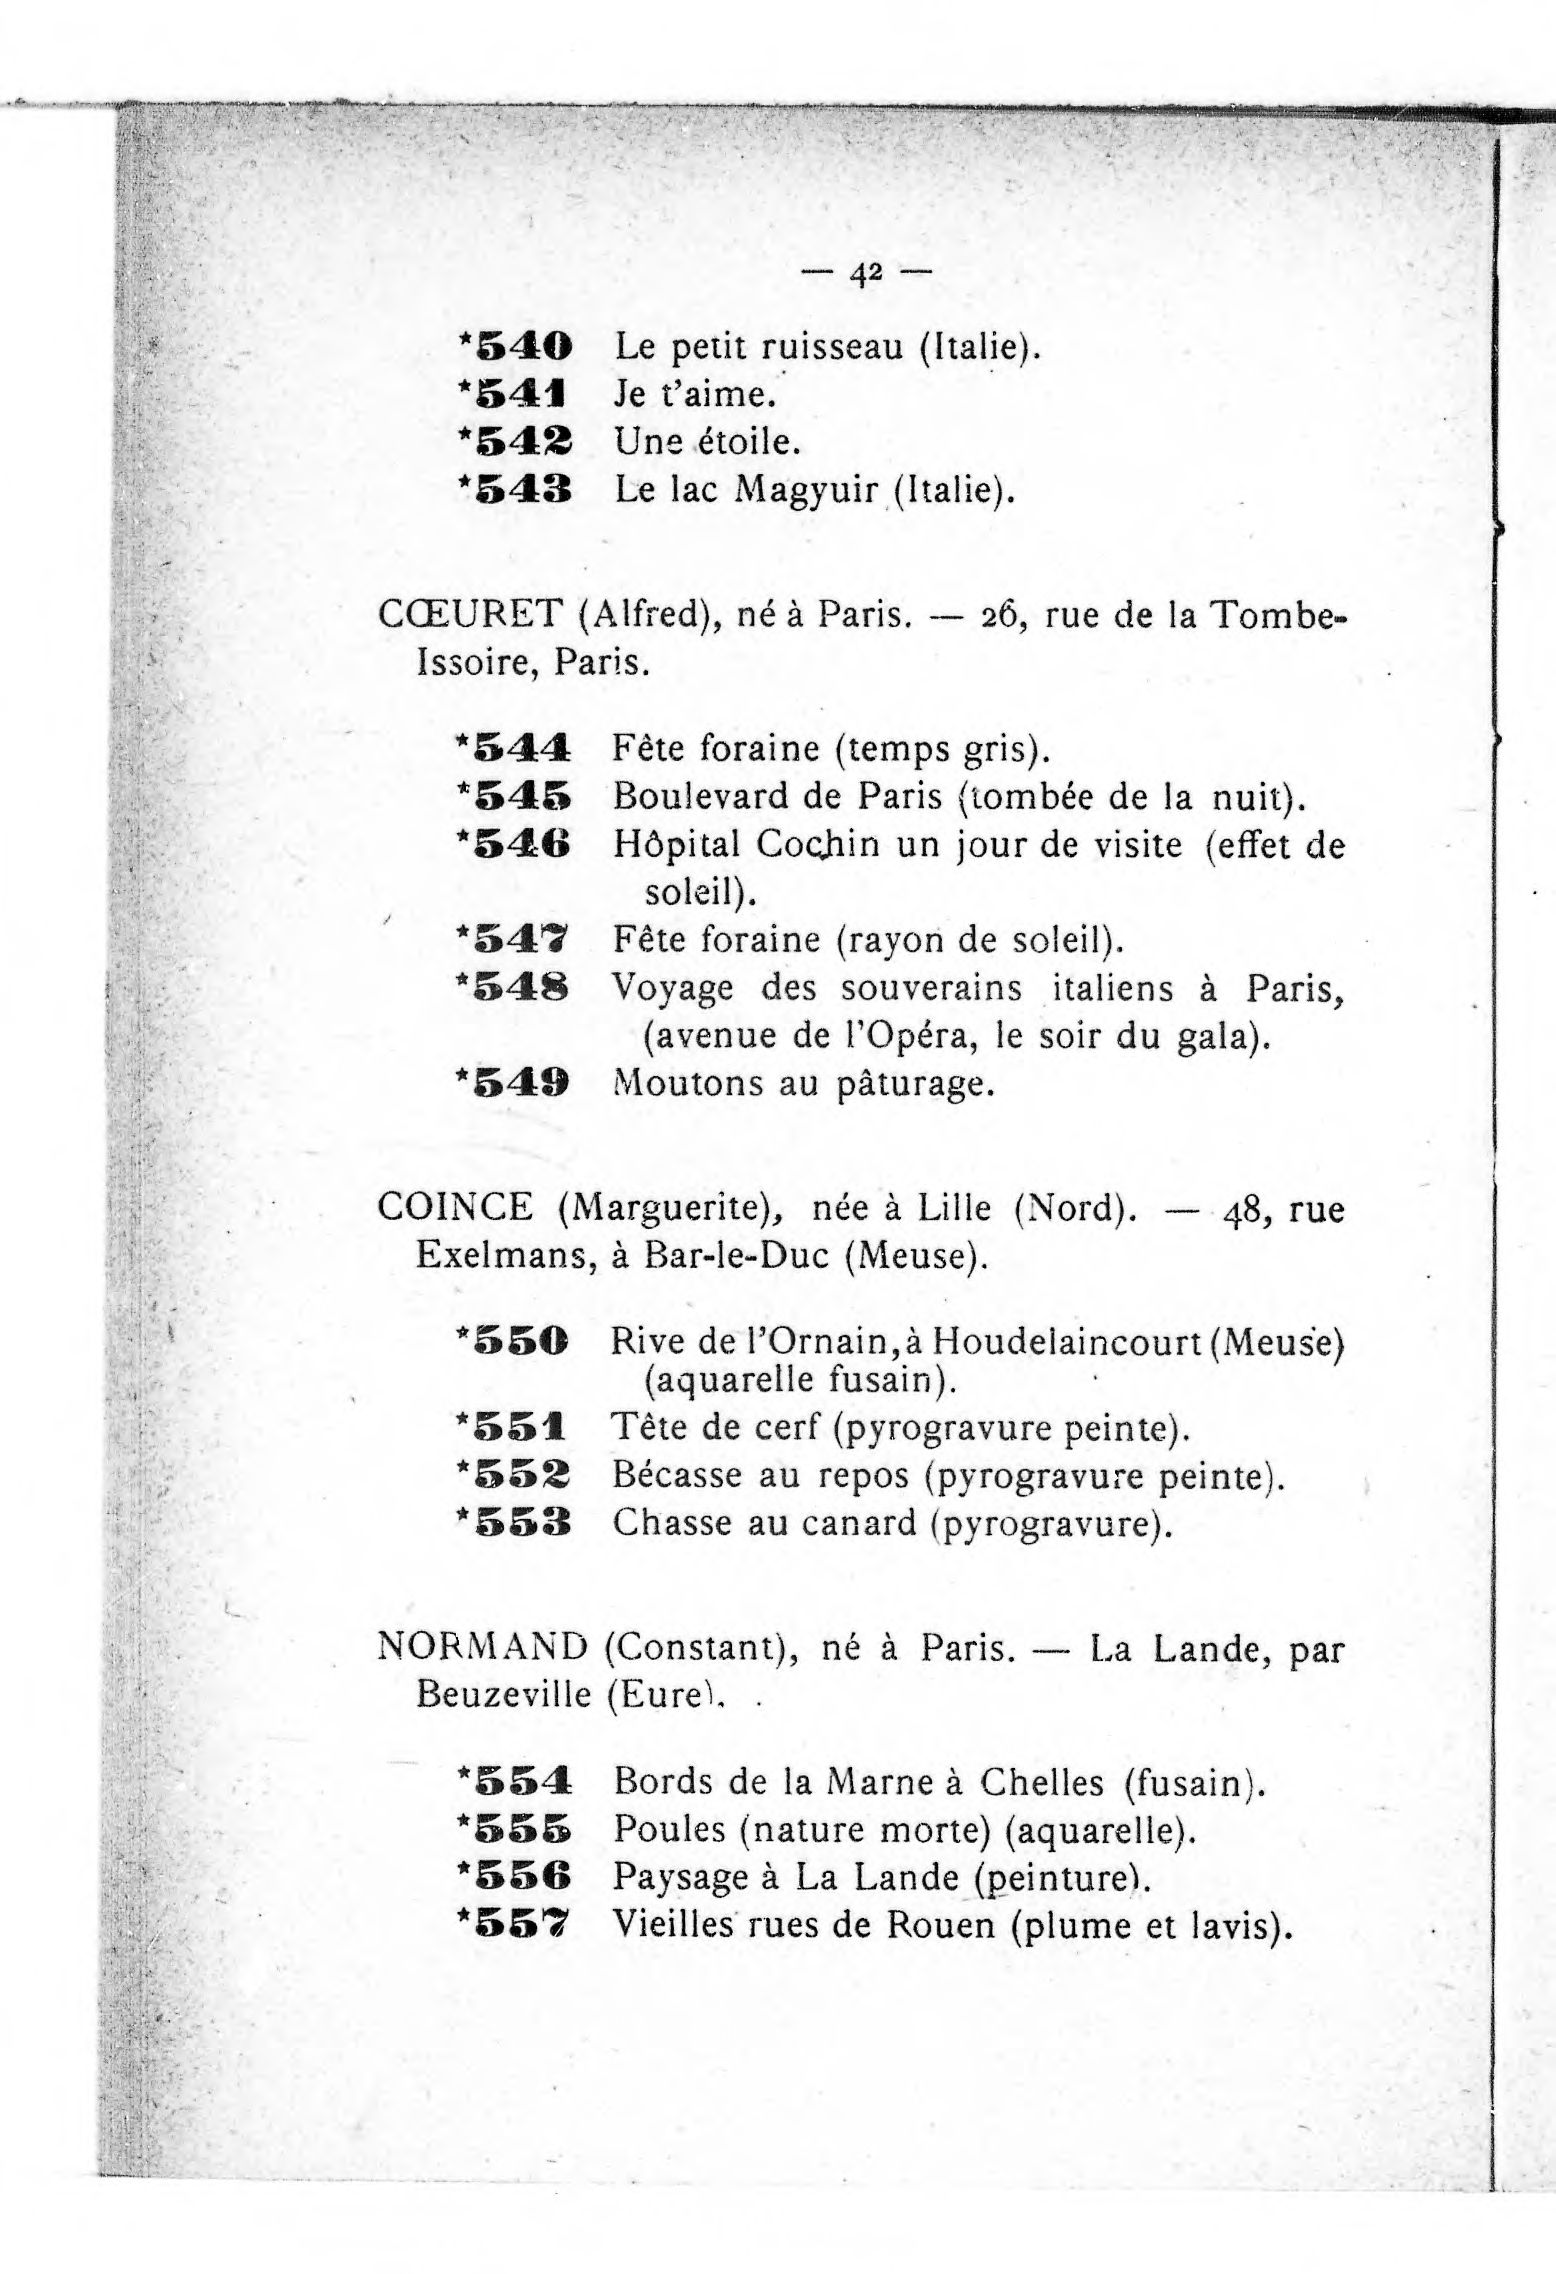 — 42 —
*540 Le petit ruisseau (Italie).
*541 Je t'aime.
*542 Une étoile.
*543 Le lac Magyuir (Italie).
CŒURET (Alfred), né à Paris. — 26, rue de la Tombe-
Issoire, Paris.
*544 Fête foraine (temps gris).
*545 Boulevard de Paris (tombée de la nuit).
*546 Hôpital Cochin un jour de visite (effet de
soleil).
*547 Fête foraine (rayon de soleil).
*548 Voyage des souverains italiens à Paris,
(avenue de l'Opéra, le soir du gala).
*549 Moutons au pâturage.
COINCE (Marguerite), née à Lille (Nord). — 48, rue
Exelmans, à Bar-le-Duc (Meuse).
*550 Rive de l'Ornain, à Houdelaincourt (Meuse)
(aquarelle fusain).
*551 Tête de cerf (pyrogravure peinte).
*552 Bécasse au repos (pyrogravure peinte).
*553 Chasse au canard (pyrogravure).
NORMAND (Constant), né à Paris. — La Lande, par
Beuzeville (Eure).
*554 Bords de la Marne à Chelles (fusain).
*555 Poules (nature morte) (aquarelle).
*556 Paysage à La Lande (peinture).
*557 Vieilles rues de Rouen (plume et lavis).